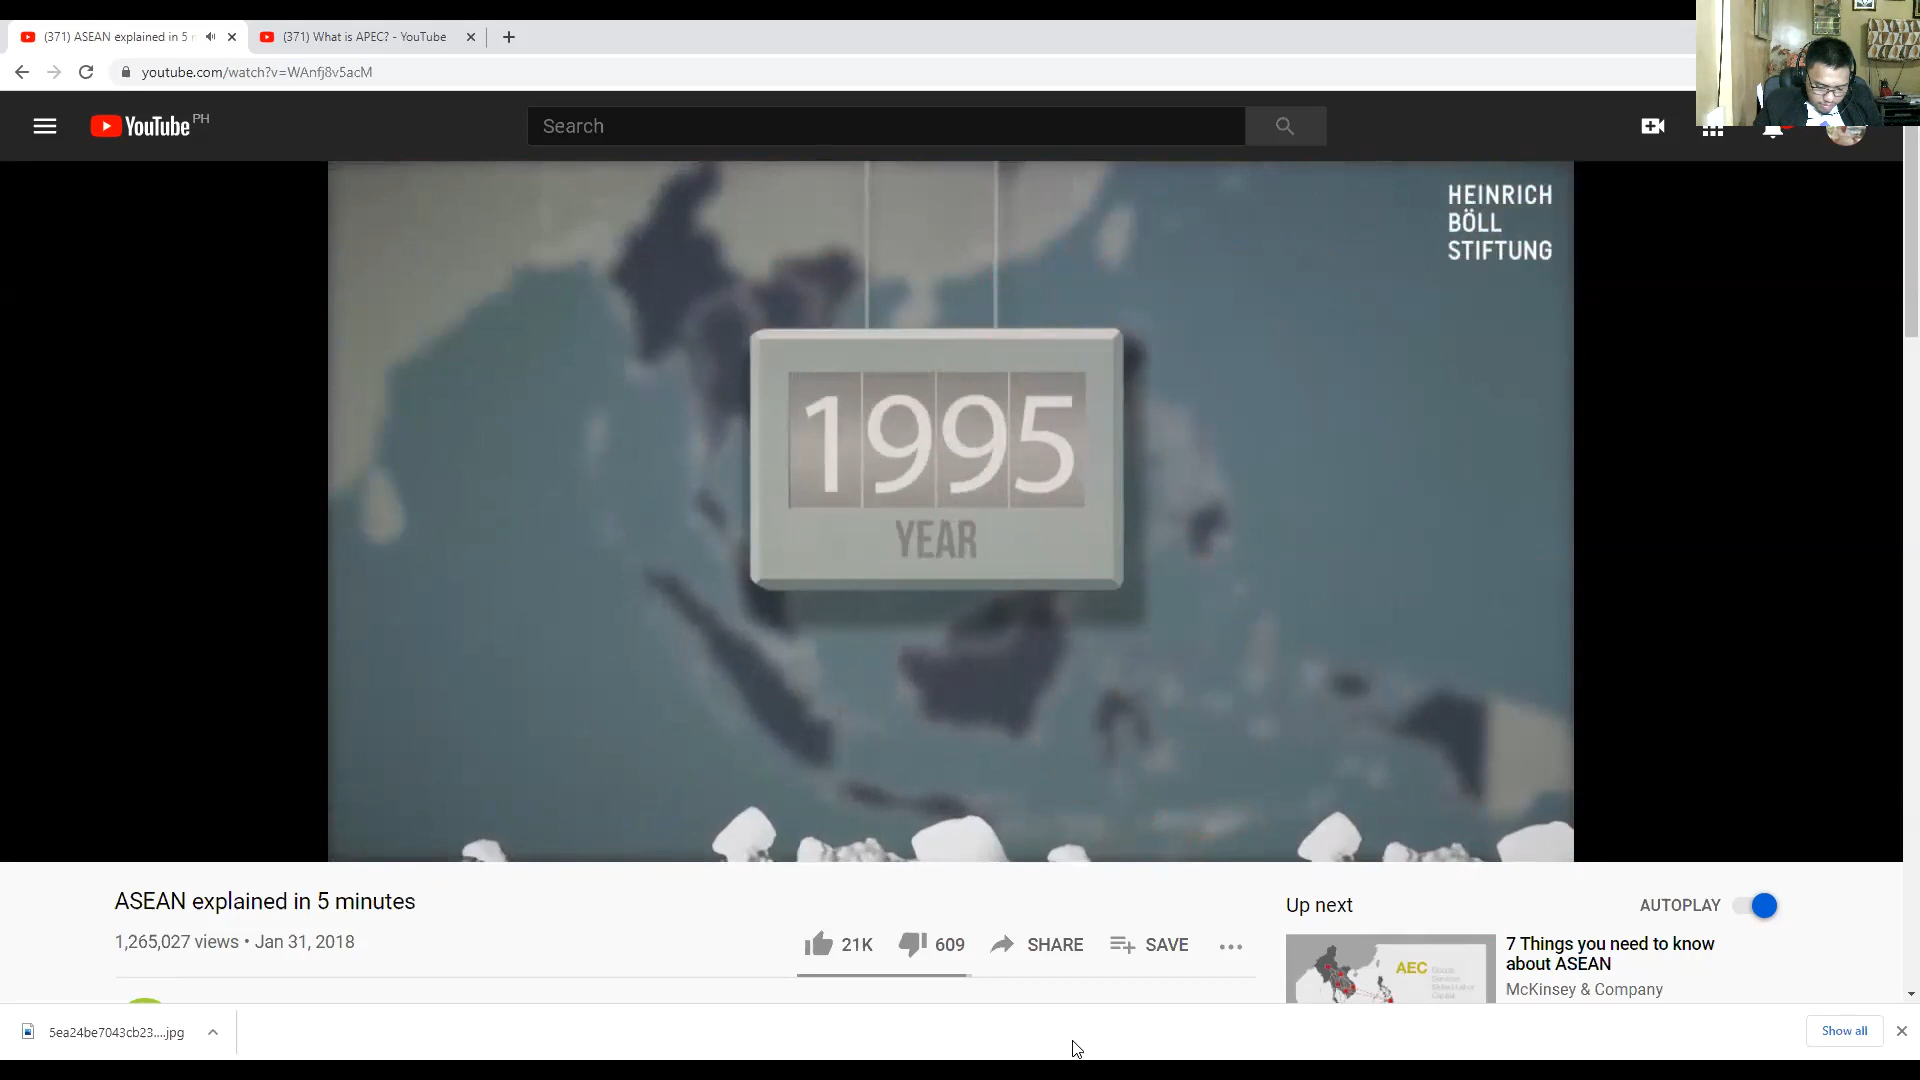 (371) ASEAN explained in 5
(371) What is APEC? - YouTube
youtube.com/watch?v=WAnfj8v5acM
YouTube PH
Search
HEINRICH
BÖLL
STIFTUNG
1995
YEAR
ASEAN explained in 5 minutes
1,265,027 views • Jan 31, 2018
21K
609
SHARE
SAVE
Up next
AUTOPLAY
AEC
7 Things you need to know
about ASEAN
McKinsey & Company
5ea24be7043cb23....jpg
Show all